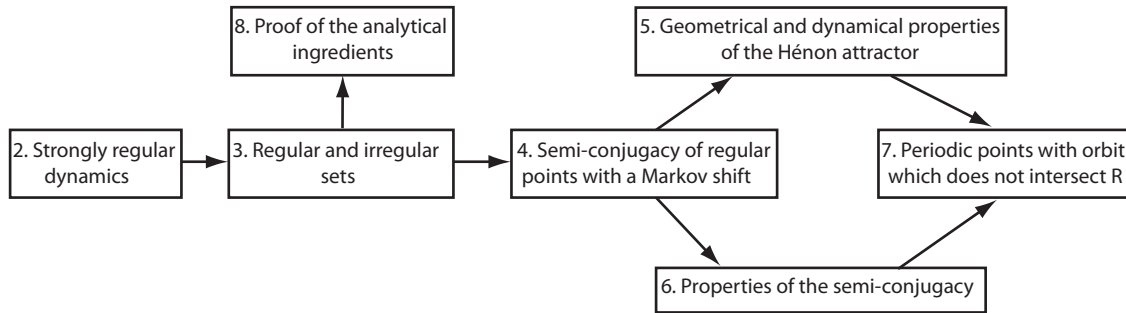 8. Proof of the analytical
ingredients
5. Geometrical and dynamical properties
of the Hénon attractor
2. Strongly regular
dynamics
3. Regular and irregular
sets
4. Semi-conjugacy of regular
points with a Markov shift
7. Periodic points with orbit
which does not intersect R
6. Properties of the semi-conjugacy